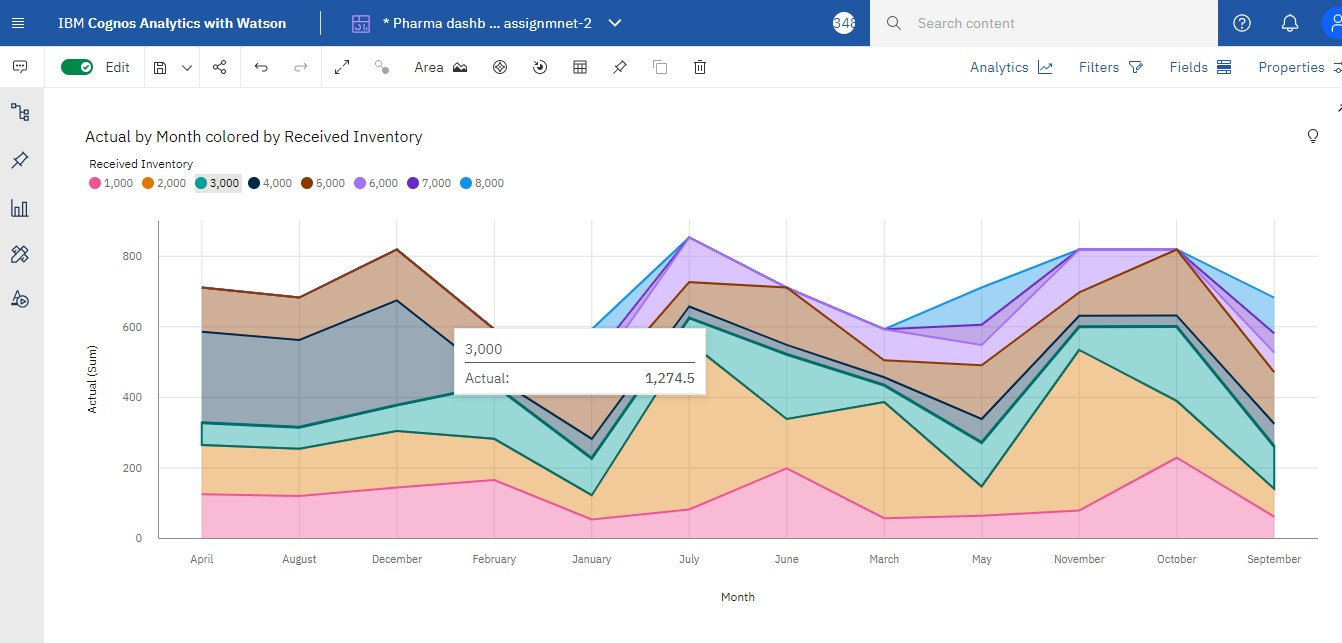 IBM Cognos Analytics with Watson
* Pharma dashb ... assignmnet-2
348
Search content
Edit
Area
Analytics
Filters
Fields
Properties
Actual by Month colored by Received Inventory
Received Inventory
1,000 2,000 3,000 4,000 5,000 6,000 7,000 8,000
800
600
400
200
0
Actual (Sum)
3,000
Actual: 1,274.5
April August December February January July June March May November October September
Month